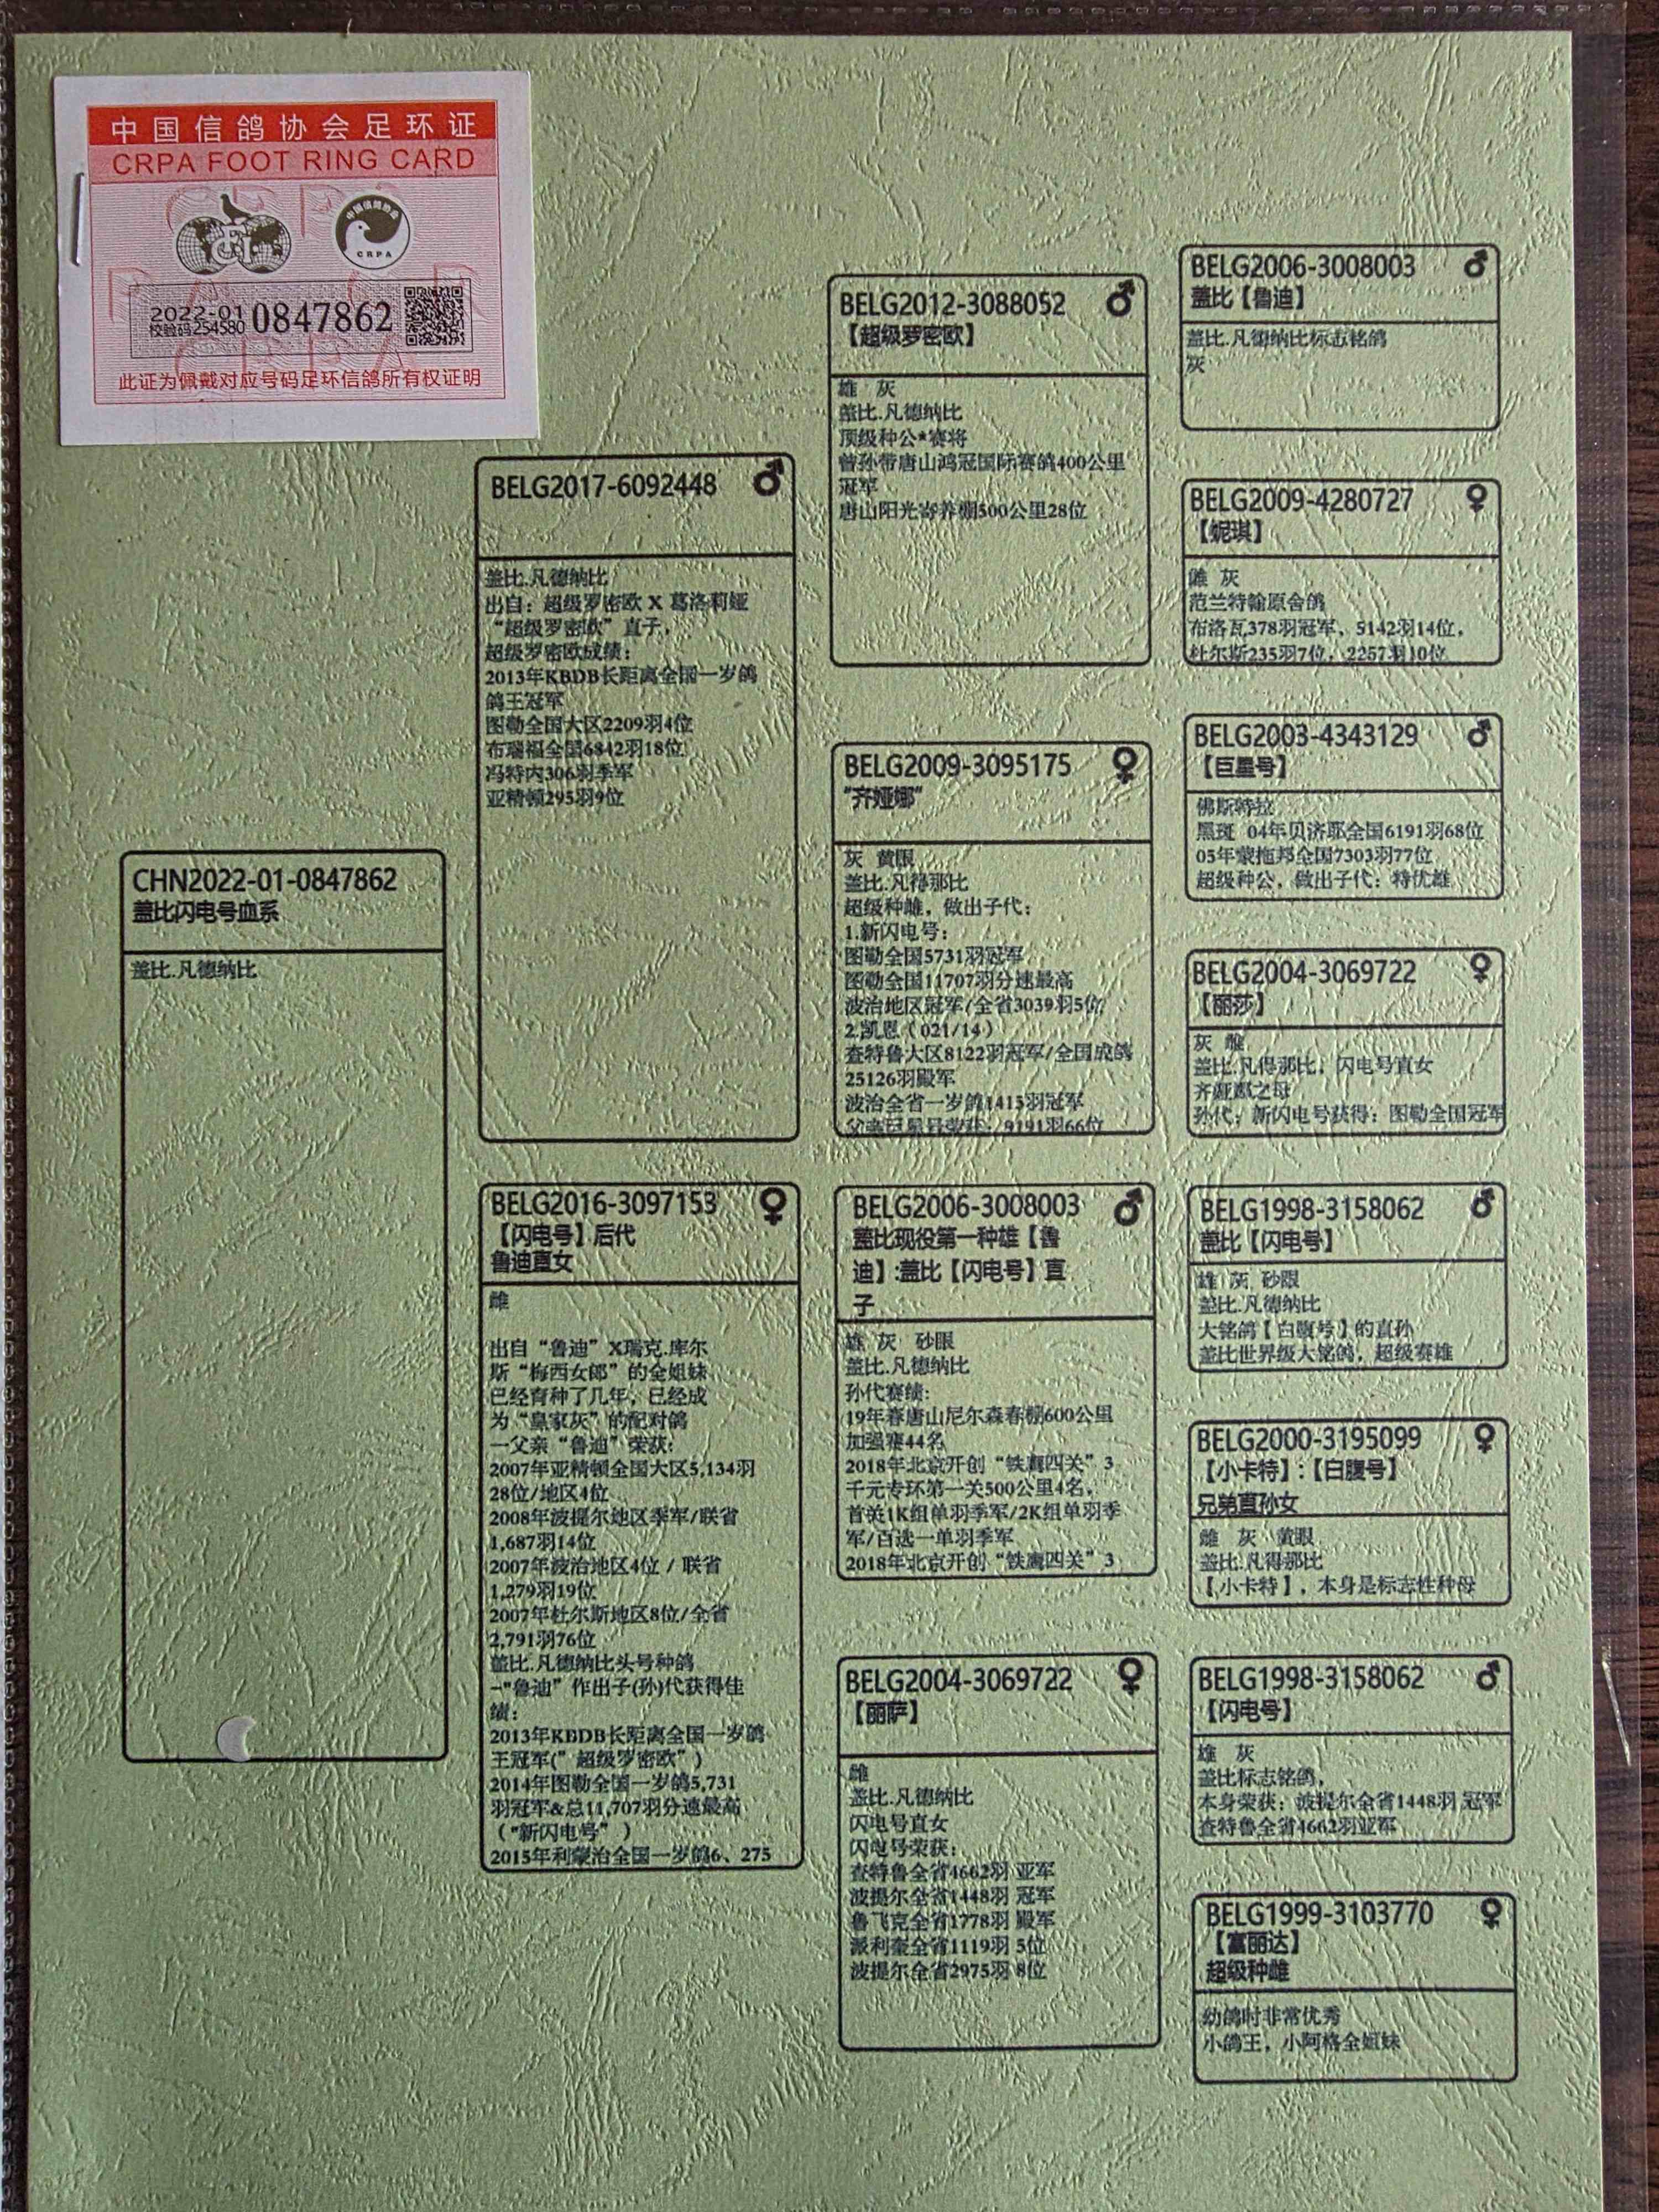 中国信鸽协会足环证
CRPA FOOT RING CARD
中国信鸽协会
CRPA
2022-01
校验码254580
0847862
此证为佩戴对应号码足环信鸽所有权证明
CHN2022-01-0847862
盖比闪电号血系
盖比.凡德纳比
BELG2017-6092448 ♂
盖比.凡德纳比
出自：超级罗密欧 X 葛洛莉娅
“超级罗密欧”直子，
超级罗密欧成绩：
2013年KBDB长距离全国一岁鸽
鸽王冠军
图勒全国大区2209羽4位
布瑞福全国6842羽18位
冯特内306羽季军
亚精顿295羽9位
BELG2016-3097153 ♀
【闪电号】后代
鲁迪直女
雌
出自“鲁迪”X瑞克.库尔
斯“梅西女郎”的全姐妹
已经育种了几年，已经成
为“皇家灰”的配对鸽
一父亲“鲁迪”荣获:
2007年亚精顿全国大区5,134羽
28位/地区4位
2008年波提尔地区季军/联省
1,687羽14位
2007年波治地区4位 / 联省
1,279羽19位
2007年杜尔斯地区8位/全省
2,791羽76位
盖比.凡德纳比头号种鸽
-"鲁迪”作出子(孙)代获得佳
绩：
2013年KBDB长距离全国一岁鸽
王冠军(”超级罗密欧”)
2014年图勒全国一岁鸽5,731
羽冠军&总11,707羽分速最高
（"新闪电号"）
2015年利蒙治全国一岁鸽6、275
BELG2012-3088052 ♂
【超级罗密欧】
雄 灰
盖比.凡德纳比
顶级种公*赛将
曾孙带唐山鸿冠国际赛鸽400公里
冠军
唐山阳光寄养棚500公里28位
BELG2009-3095175 ♀
"齐娅娜"
灰 黄眼
盖比.凡得那比
超级种雌，做出子代：
1.新闪电号：
图勒全国5731羽冠军
图勒全国11707羽分速最高
波治地区冠军/全省3039羽5位
2.凯恩（021/14）
查特鲁大区8122羽冠军/全国成鸽
25126羽殿军
波治全省一岁鸽1415羽冠军
父亲巨星号荣获：9191羽66位
BELG2006-3008003 ♂
盖比现役第一种雄【鲁
迪】:盖比【闪电号】直
子
雄 灰 砂眼
盖比.凡德纳比
孙代赛绩:
19年春唐山尼尔森春棚600公里
加强赛44名
2018年北京开创“铁鹰四关”3
千元专环第一关500公里4名，
首关1K组单羽季军/2K组单羽季
军/百选一单羽季军
2018年北京开创“铁鹰四关”3
BELG2004-3069722 ♀
【丽萨】
雌
盖比.凡德纳比
闪电号直女
闪电号荣获：
查特鲁全省4662羽 亚军
波提尔全省1448羽 冠军
鲁飞克全省1778羽 殿军
派利奎全省1119羽 5位
波提尔全省2975羽 8位
BELG2006-3008003 ♂
盖比【鲁迪】
盖比.凡德纳比标志铭鸽
灰
BELG2009-4280727 ♀
【妮琪】
雌 灰
范兰特翰原舍鸽
布洛瓦378羽冠军，5142羽14位，
杜尔斯235羽7位，2257羽10位
BELG2003-4343129 ♂
【巨星号】
佛斯特拉
黑斑 04年贝济耶全国6191羽68位
05年蒙拖邦全国7303羽77位
超级种公，做出子代：特优雄
BELG2004-3069722 ♀
【丽莎】
灰 雌
盖比.凡得那比，闪电号直女
齐娅娜之母
孙代：新闪电号获得：图勒全国冠军
BELG1998-3158062 ♂
盖比【闪电号】
雄 灰 砂眼
盖比.凡德纳比
大铭鸽【白腹号】的直孙
盖比世界级大铭鸽，超级赛雄
BELG2000-3195099 ♀
【小卡特】:【白腹号】
兄弟直孙女
雌 灰 黄眼
盖比.凡得那比
【小卡特】，本身是标志性种母
BELG1998-3158062 ♂
【闪电号】
雄 灰
盖比标志铭鸽，
本身荣获：波提尔全省1448羽 冠军
查特鲁全省4662羽亚军
BELG1999-3103770 ♀
【富丽达】
超级种雌
幼鸽时非常优秀
小鸽王，小阿格全姐妹